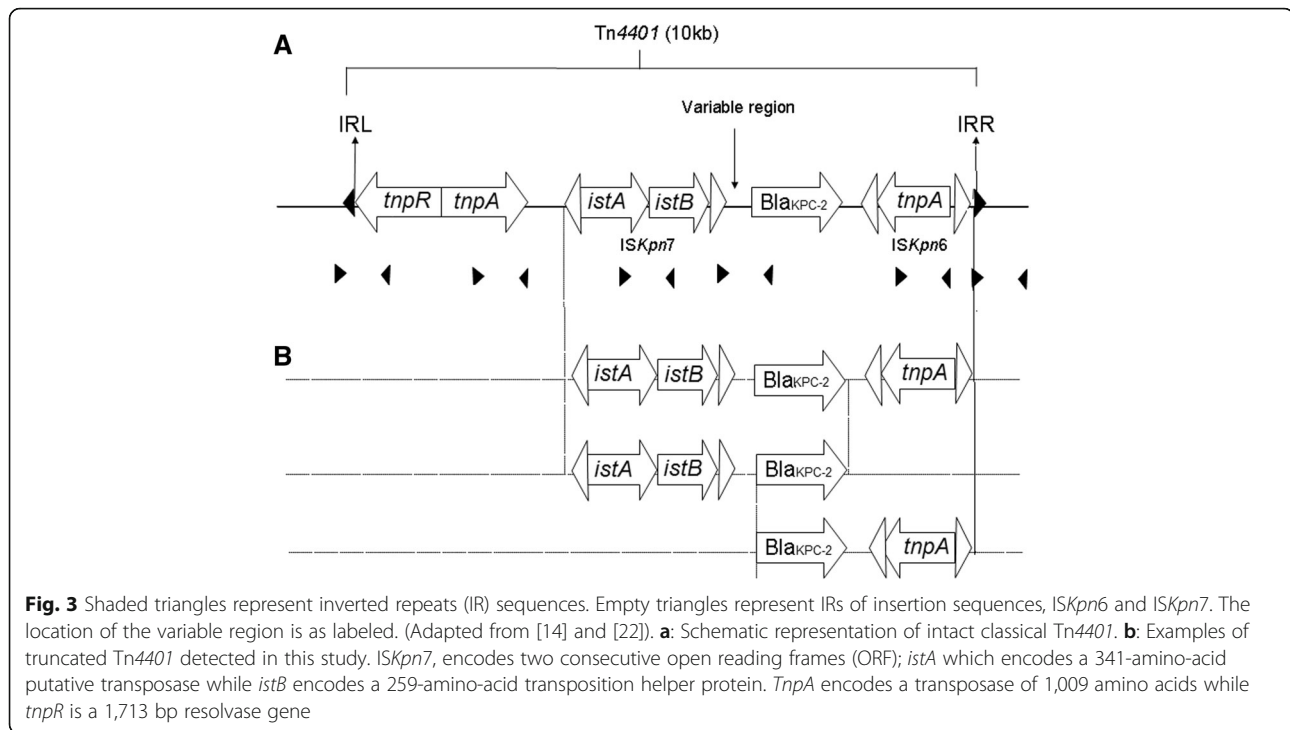 Tn4401 (10kb)
A
Variable region
IRL
IRR
tnpR tnpA istA istB BlaKPC-2 tnpA
ISKpn7 ISKpn6
B
istA istB BlaKPC-2 tnpA
istA istB BlaKPC-2
BlaKPC-2 tnpA
Fig. 3 Shaded triangles represent inverted repeats (IR) sequences. Empty triangles represent IRs of insertion sequences, ISKpn6 and ISKpn7. The
location of the variable region is as labeled. (Adapted from [14] and [22]). a: Schematic representation of intact classical Tn4401. b: Examples of
truncated Tn4401 detected in this study. ISKpn7, encodes two consecutive open reading frames (ORF); istA which encodes a 341-amino-acid
putative transposase while istB encodes a 259-amino-acid transposition helper protein. TnpA encodes a transposase of 1,009 amino acids while
tnpR is a 1,713 bp resolvase gene